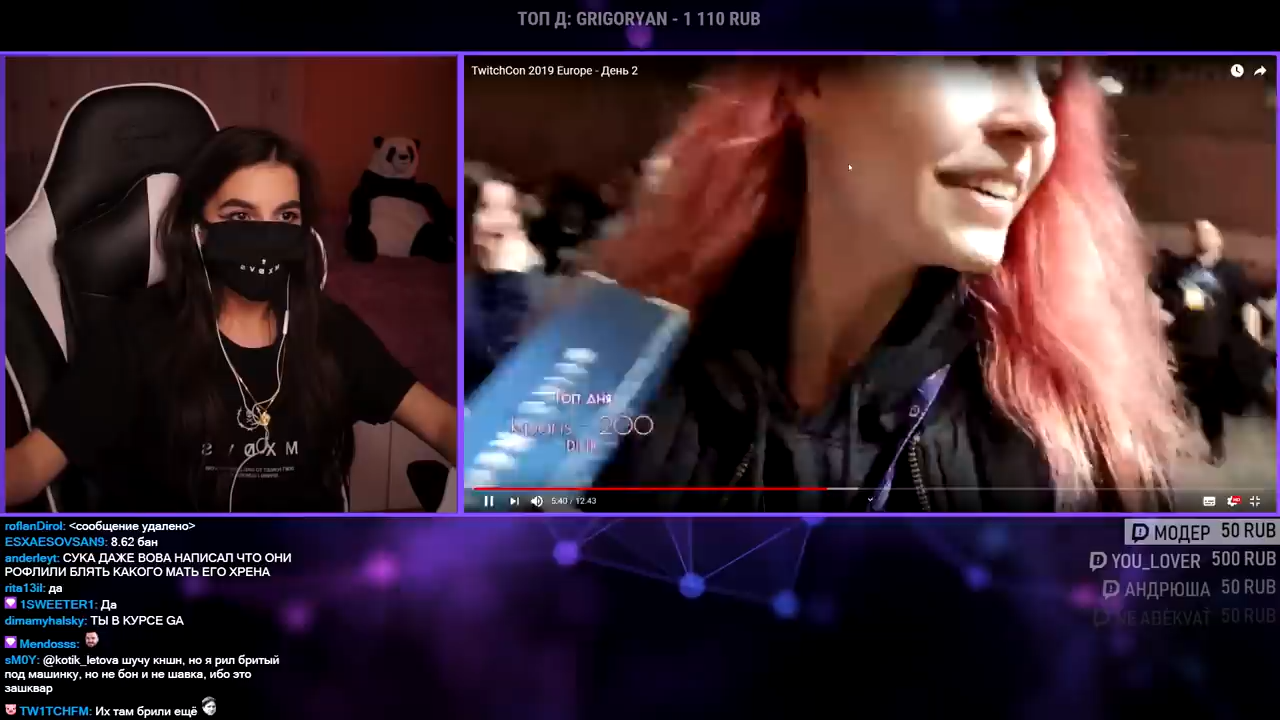 ТОП Д: GRIGORYAN - 1 110 RUB
TwitchCon 2019 Europe - День 2
Топ дня
200
5:40 / 12:43
roflanDirol: <сообщение удалено>
ESXAESOVSAN9: 8.62 бан
anderleyt: СУКА ДАЖЕ ВОВА НАПИСАЛ ЧТО ОНИ
РОФЛИЛИ БЛЯТЬ КАКОГО МАТЬ ЕГО ХРЕНА
rita13il: да
1SWEETER1: Да
dimamyhalsky: ТЫ В КУРСЕ GA
Mendosss:
sM0Y: @kotik_letova шучу кншн, но я рил бритый
под машинку, но не бон и не шавка, ибо это
зашквар
TW1TCHFM: Их там брили ещё
МОДЕР 50 RUB
YOU_LOVER 500 RUB
АНДРЮША 50 RUB
50 RUB